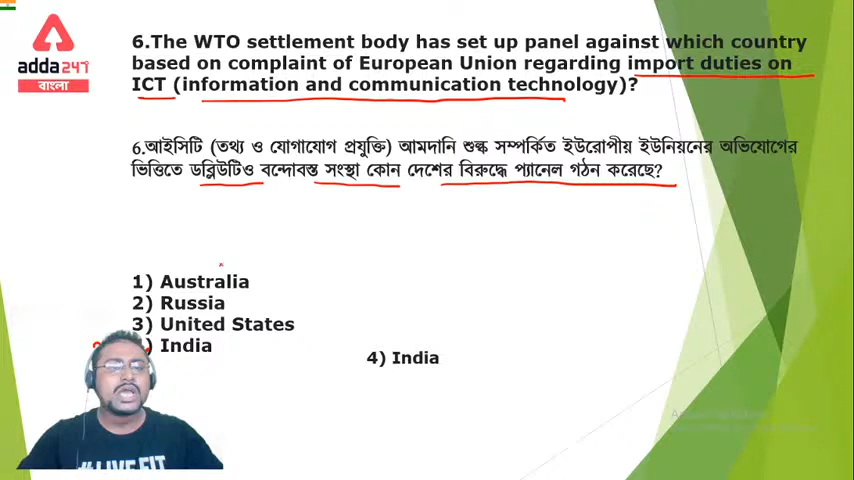 adda247
বাংলা
6.The WTO settlement body has set up panel against which country
based on complaint of European Union regarding import duties on
ICT (information and communication technology)?
6.আইসিটি (তথ্য ও যোগাযোগ প্রযুক্তি) আমদানি শুল্ক সম্পর্কিত ইউরোপীয় ইউনিয়নের অভিযোগের
ভিত্তিতে ডব্লিউটিও বন্দোবস্ত সংস্থা কোন দেশের বিরুদ্ধে প্যানেল গঠন করেছে?
1) Australia
2) Russia
3) United States
) India
4) India
#LIVE.FIT